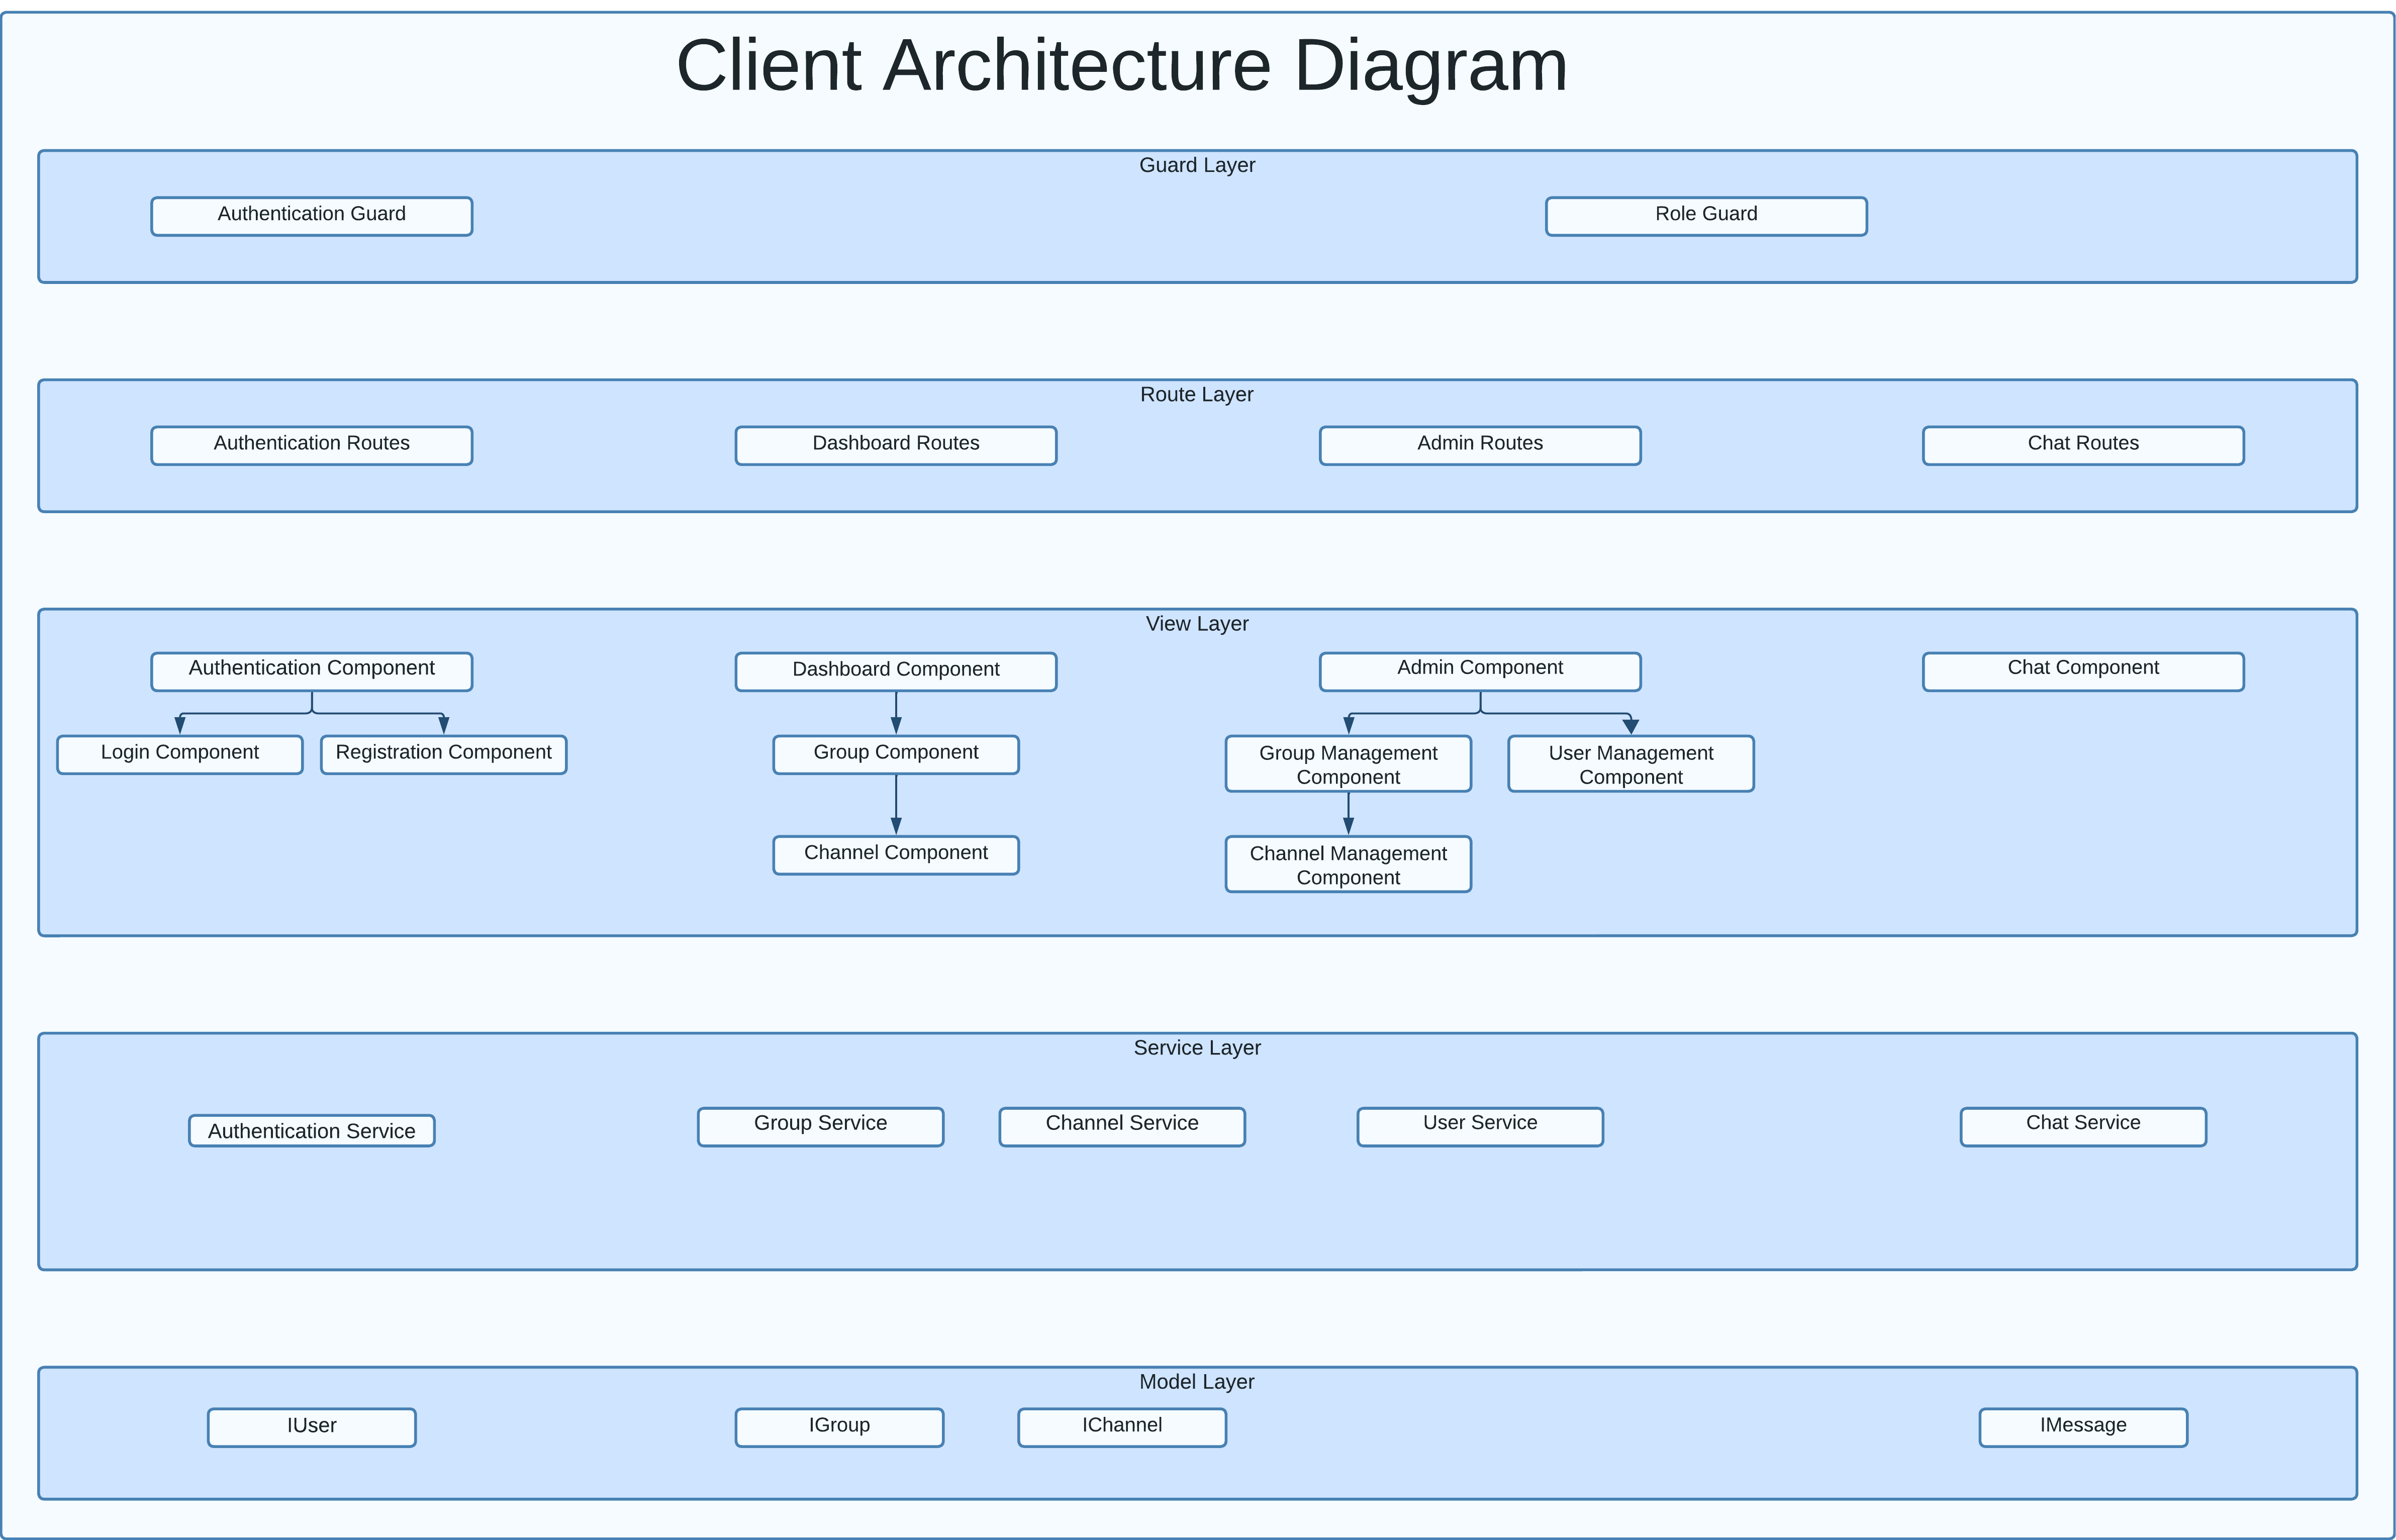 Client Architecture Diagram
Guard Layer
Authentication Guard
Role Guard
Route Layer
Authentication Routes
Dashboard Routes
Admin Routes
Chat Routes
View Layer
Authentication Component
Dashboard Component
Admin Component
Chat Component
Login Component
Registration Component
Group Component
Group Management
Component
User Management
Component
Channel Component
Channel Management
Component
Service Layer
Authentication Service
Group Service
Channel Service
User Service
Chat Service
Model Layer
IUser
IGroup
IChannel
IMessage